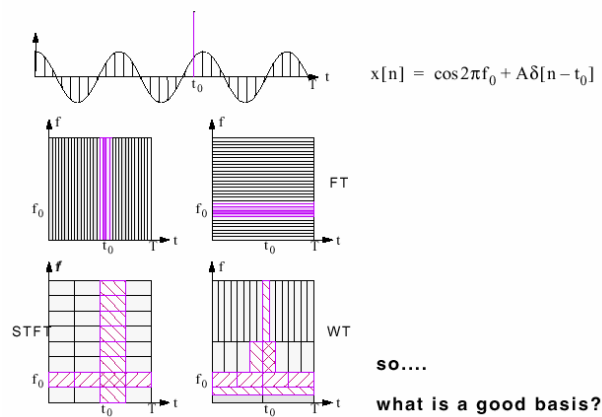 t
t₀
T
x[n] = cos2πf₀ + Aδ[n – t₀]
f
f₀
t₀
T
t
f
f₀
t₀
T
t
FT
f
STFT
f₀
t₀
T
t
f
f₀
t₀
T
t
WT
so....
what is a good basis?